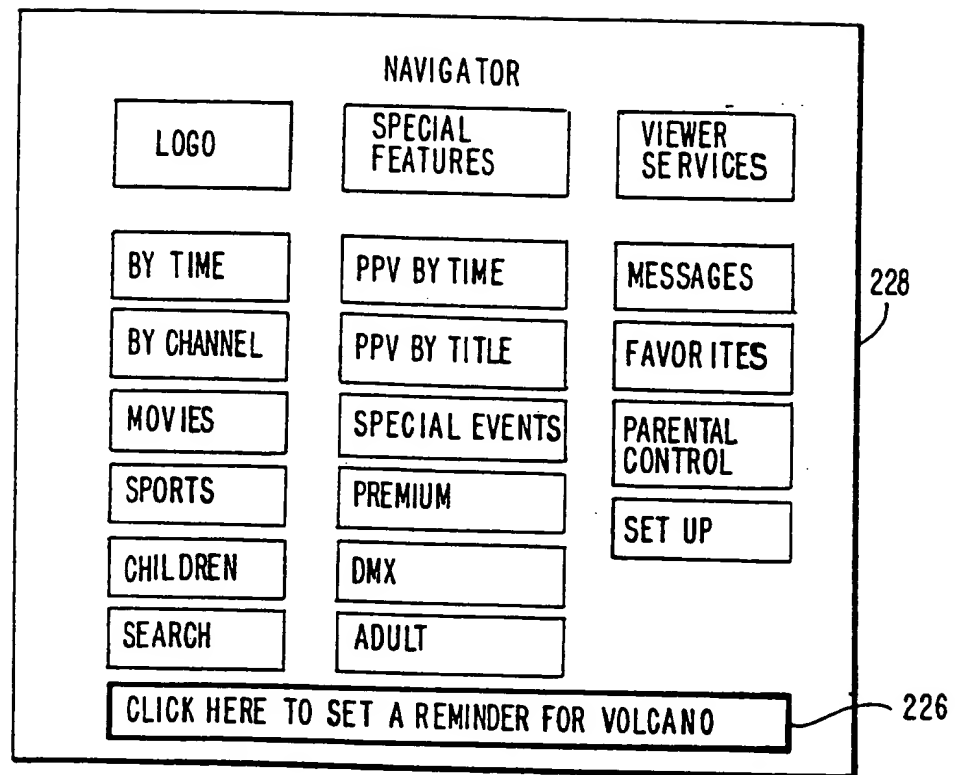 NAVIGATOR
LOGO
SPECIAL
FEATURES
VIEWER
SERVICES
BY TIME
BY CHANNEL
MOVIES
SPORTS
CHILDREN
SEARCH
PPV BY TIME
PPV BY TITLE
SPECIAL EVENTS
PREMIUM
DMX
ADULT
MESSAGES
FAVORITES
PARENTAL
CONTROL
SET UP
228
CLICK HERE TO SET A REMINDER FOR VOLCANO
226